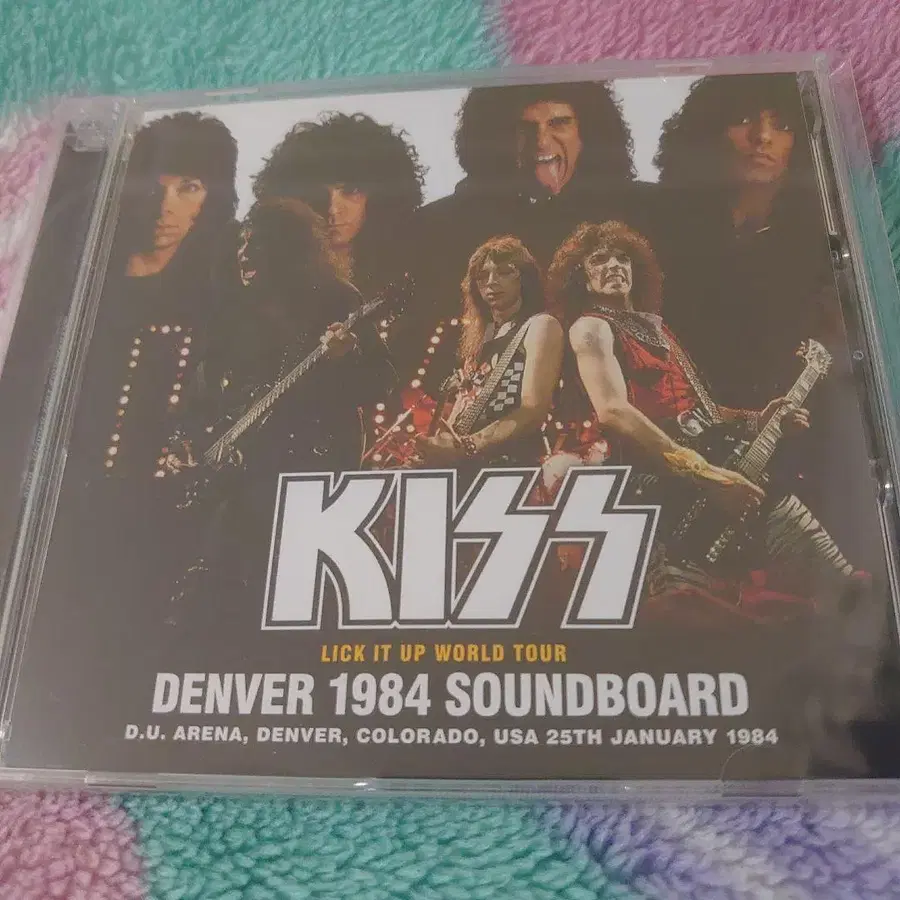 KISS
LICK IT UP WORLD TOUR
DENVER 1984 SOUNDBOARD
D.U. ARENA, DENVER, COLORADO, USA 25TH JANUARY 1984